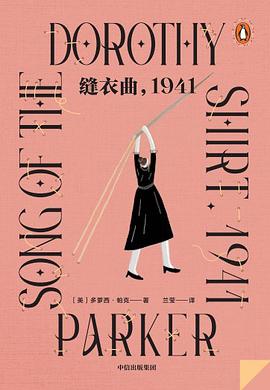 DOROTHY
PARKER
SONG OF THE
SHIRT, 1941
缝衣曲，1941
[美]多萝西·帕克—著
兰莹—译
中信出版集团